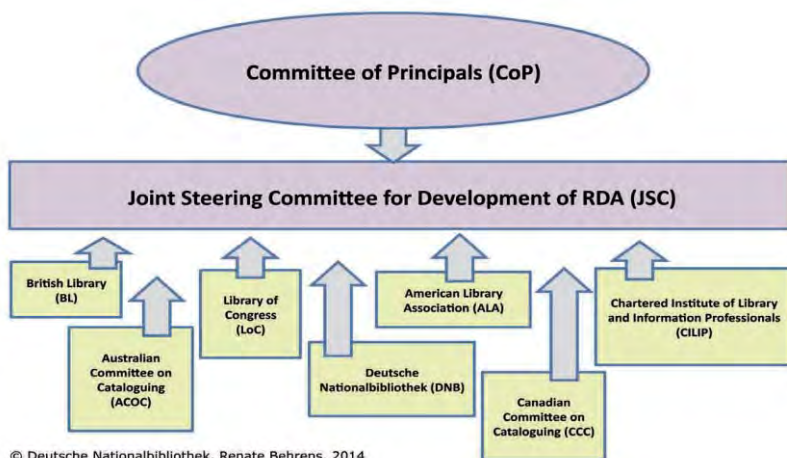 Committee of Principals (CoP)
Joint Steering Committee for Development of RDA (JSC)
British Library
(BL)
Australian
Committee on
Cataloguing
(ACOC)
Library of
Congress
(LoC)
Deutsche
Nationalbibliothek (DNB)
American Library
Association (ALA)
Canadian
Committee on
Cataloguing (CCC)
Chartered Institute of Library
and Information Professionals
(CILIP)
© Deutsche Nationalbibliothek, Renate Behrens, 2014